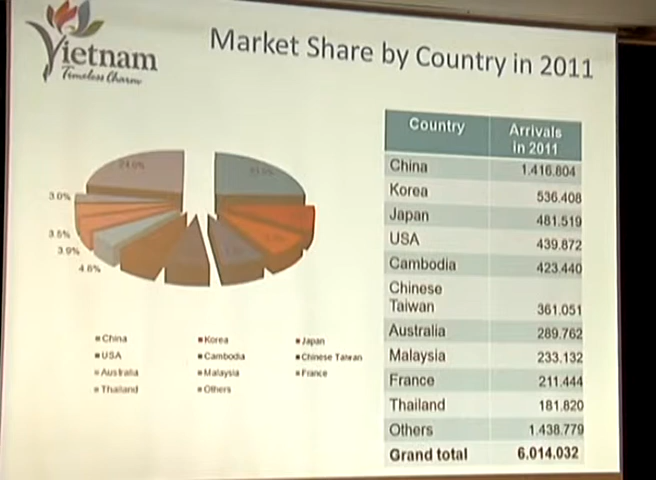 Vietnam
Timeless Charm
Market Share by Country in 2011
3.0%
3.5%
3.9%
4.8%
China
Korea
Japan
USA
Cambodia
Chinese Taiwan
Australia
Malaysia
France
Thailand
Others
Country Arrivals in 2011
China 1.416.804
Korea 536.408
Japan 481.519
USA 439.872
Cambodia 423.440
Chinese
Taiwan 361.051
Australia 289.762
Malaysia 233.132
France 211.444
Thailand 181.820
Others 1.438.779
Grand total 6.014.032